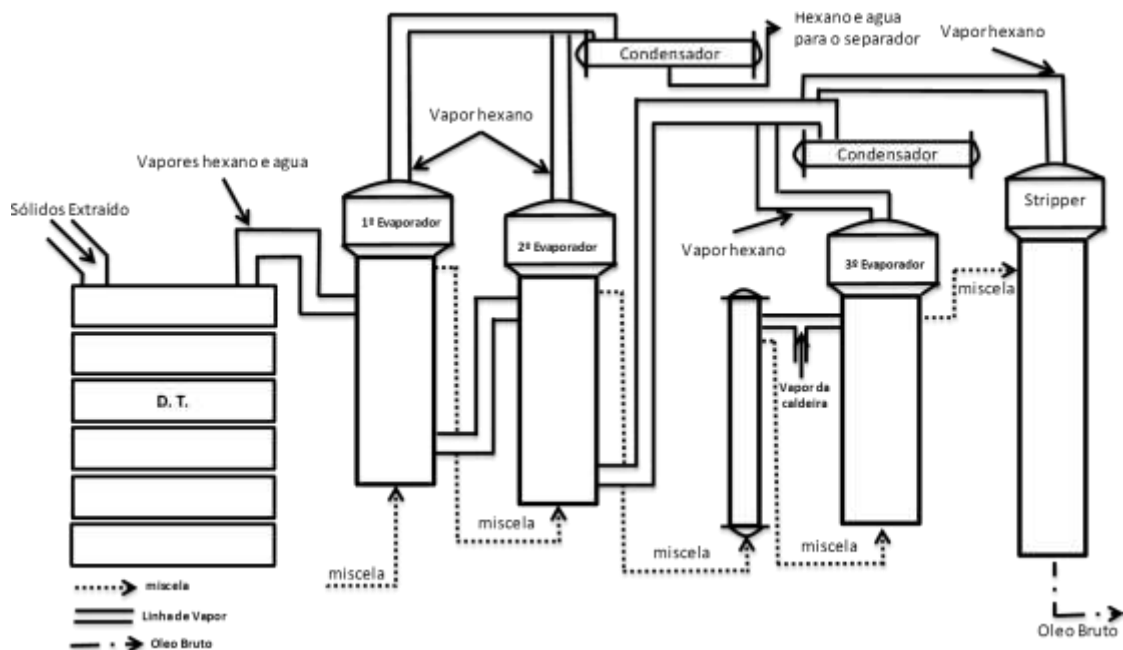 Hexano e agua
para o separador
Vapor hexano
Condensador
Vapor hexano
Vapores hexano e agua
Condensador
Sólidos Extraído
1º Evaporador
Stripper
2º Evaporador
Vapor hexano
3º Evaporador
miscela
D. T.
Vapor da
caldeira
miscela
miscela
miscela
miscela
miscela
Linha de Vapor
Oleo Bruto
Oleo Bruto